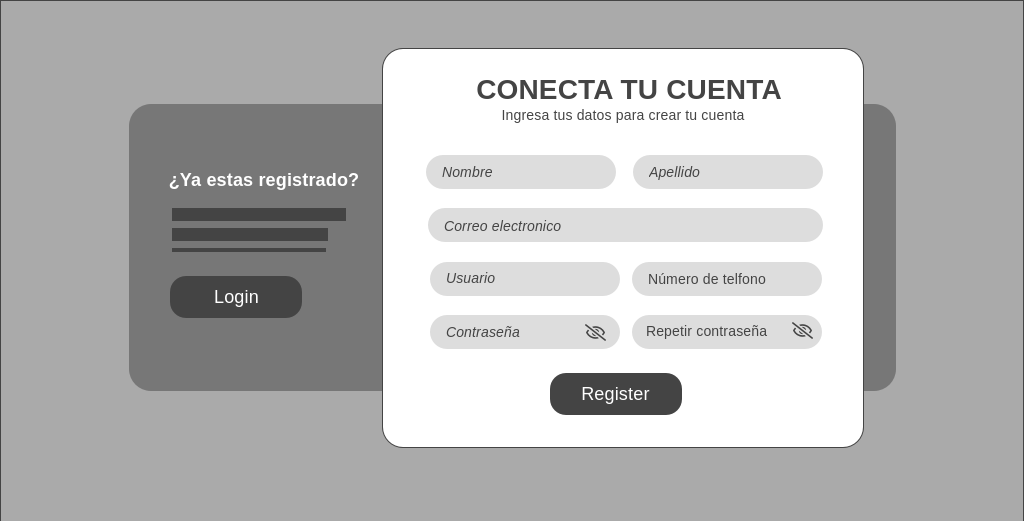 CONECTA TU CUENTA
Ingresa tus datos para crear tu cuenta
¿Ya estas registrado?
Login
Nombre
Apellido
Correo electronico
Usuario
Número de telfono
Contraseña
Repetir contraseña
Register